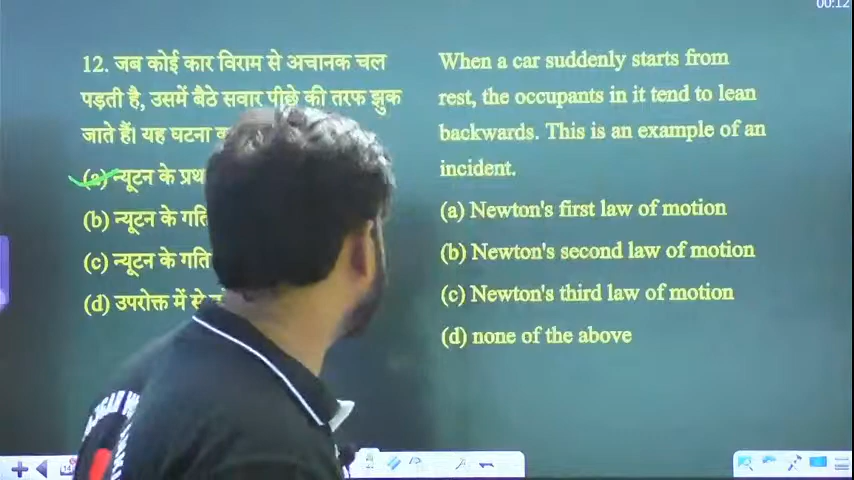 00:12
12. जब कोई कार विराम से अचानक चल
पड़ती है, उसमें बैठे सवार पीछे की तरफ झुक
जाते हैं। यह घटना
(a) न्यूटन के
(b) न्यूटन के
(c) न्यूटन के
(d) उपरोक्त में से
When a car suddenly starts from
rest, the occupants in it tend to lean
backwards. This is an example of an
incident.
(a) Newton's first law of motion
(b) Newton's second law of motion
(c) Newton's third law of motion
(d) none of the above